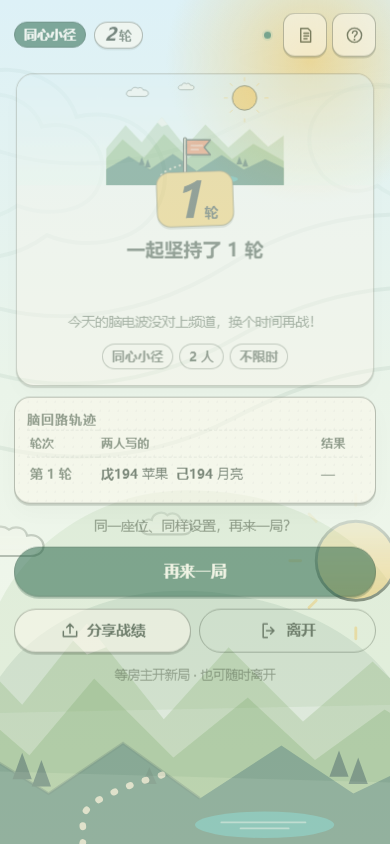 同心小径 2轮
1轮
一起坚持了 1 轮
今天的脑电波没对上频道，换个时间再战！
同心小径 2 人 不限时
脑回路轨迹
轮次 两人写的 结果
第 1 轮 戊194 苹果 己194 月亮 —
同一座位、同样设置，再来一局？
再来一局
分享战绩 离开
等房主开新局 · 也可随时离开